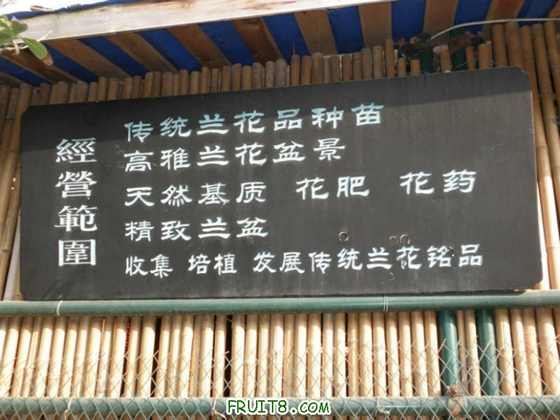 經營範圍
传统兰花品种苗
高雅兰花盆景
天然基质 花肥 花药
精致兰盆
收集 培植 发展传统兰花铭品
FRUIT8.COM